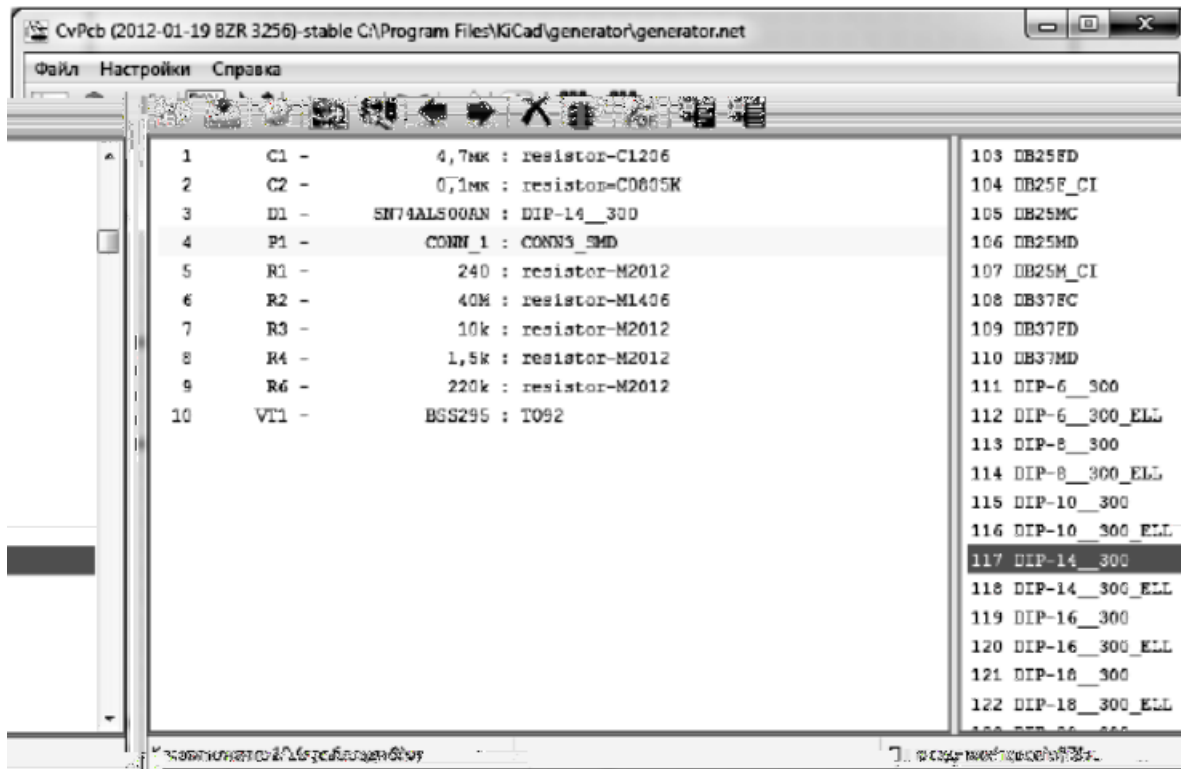 CvPcb (2012-01-19 BZR 3256)-stable C:\Program Files\KiCad\generator\generator.net
Файл Настройки Справка
1 C1 - 4,7мк : resistor-C1206
2 C2 - 0,1мк : resistor-C0805K
3 D1 - SN74ALS00AN : DIP-14__300
4 P1 - CONN_1 : CONN3_SMD
5 R1 - 240 : resistor-M2012
6 R2 - 40M : resistor-M1406
7 R3 - 10k : resistor-M2012
8 R4 - 1,5k : resistor-M2012
9 R6 - 220k : resistor-M2012
10 VT1 - BSS295 : TO92
103 DB25FD
104 DB25F_CI
105 DB25MC
106 DB25MD
107 DB25M_CI
108 DB37FC
109 DB37FD
110 DB37MD
111 DIP-6__300
112 DIP-6__300_ELL
113 DIP-8__300
114 DIP-8__300_ELL
115 DIP-10__300
116 DIP-10__300_ELL
117 DIP-14__300
118 DIP-14__300_ELL
119 DIP-16__300
120 DIP-16__300_ELL
121 DIP-18__300
122 DIP-18__300_ELL